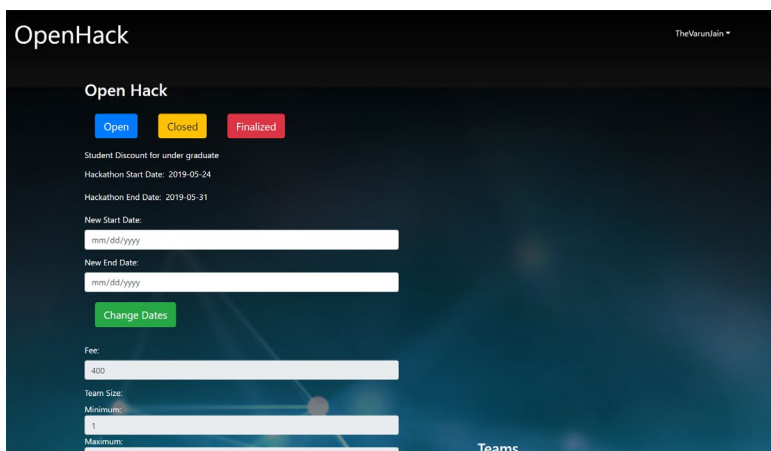 OpenHack
TheVarunJain
Open Hack
Open Closed Finalized
Student Discount for under graduate
Hackathon Start Date: 2019-05-24
Hackathon End Date: 2019-05-31
New Start Date:
mm/dd/yyyy
New End Date:
mm/dd/yyyy
Change Dates
Fee:
400
Team Size:
Minimum:
1
Maximum:
Teams